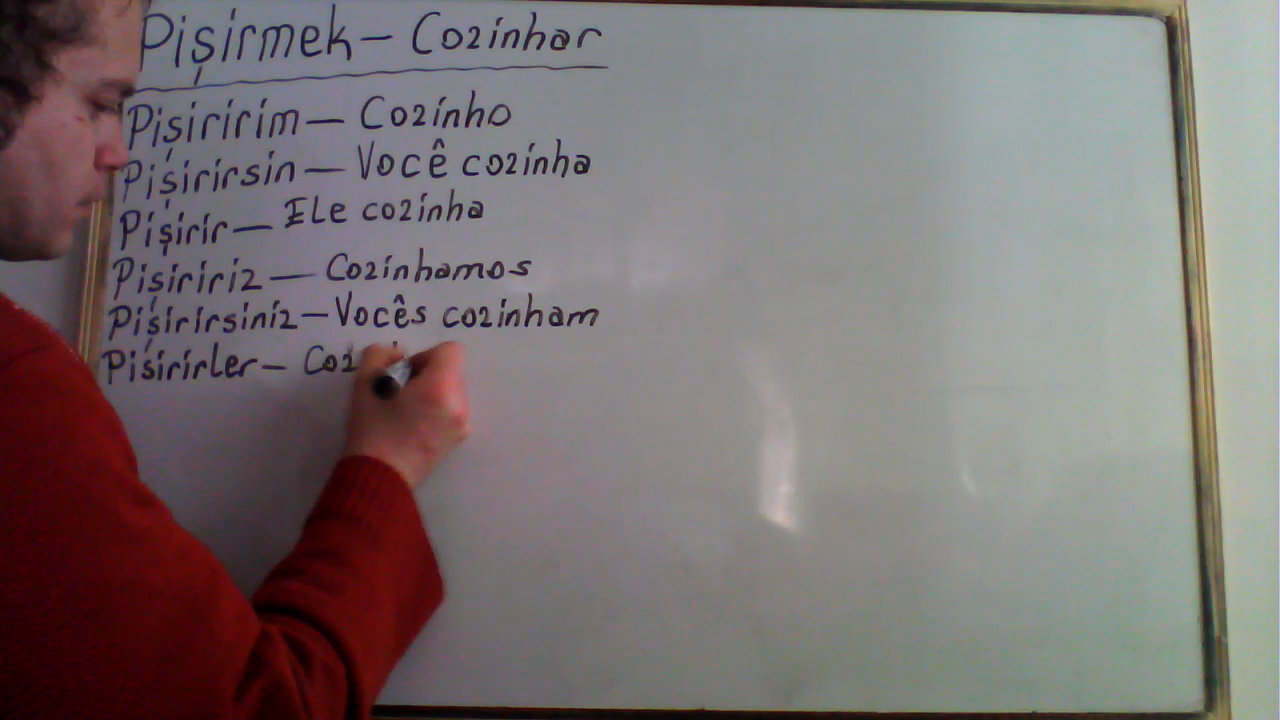 Pişirmek – Cozinhar
Pişiririm – Cozinho
Pişirirsin – Você cozinha
Pişirir – Ele cozinha
Pişiririz – Cozinhamos
Pişirirsiniz – Vocês cozinham
Pişirirler –